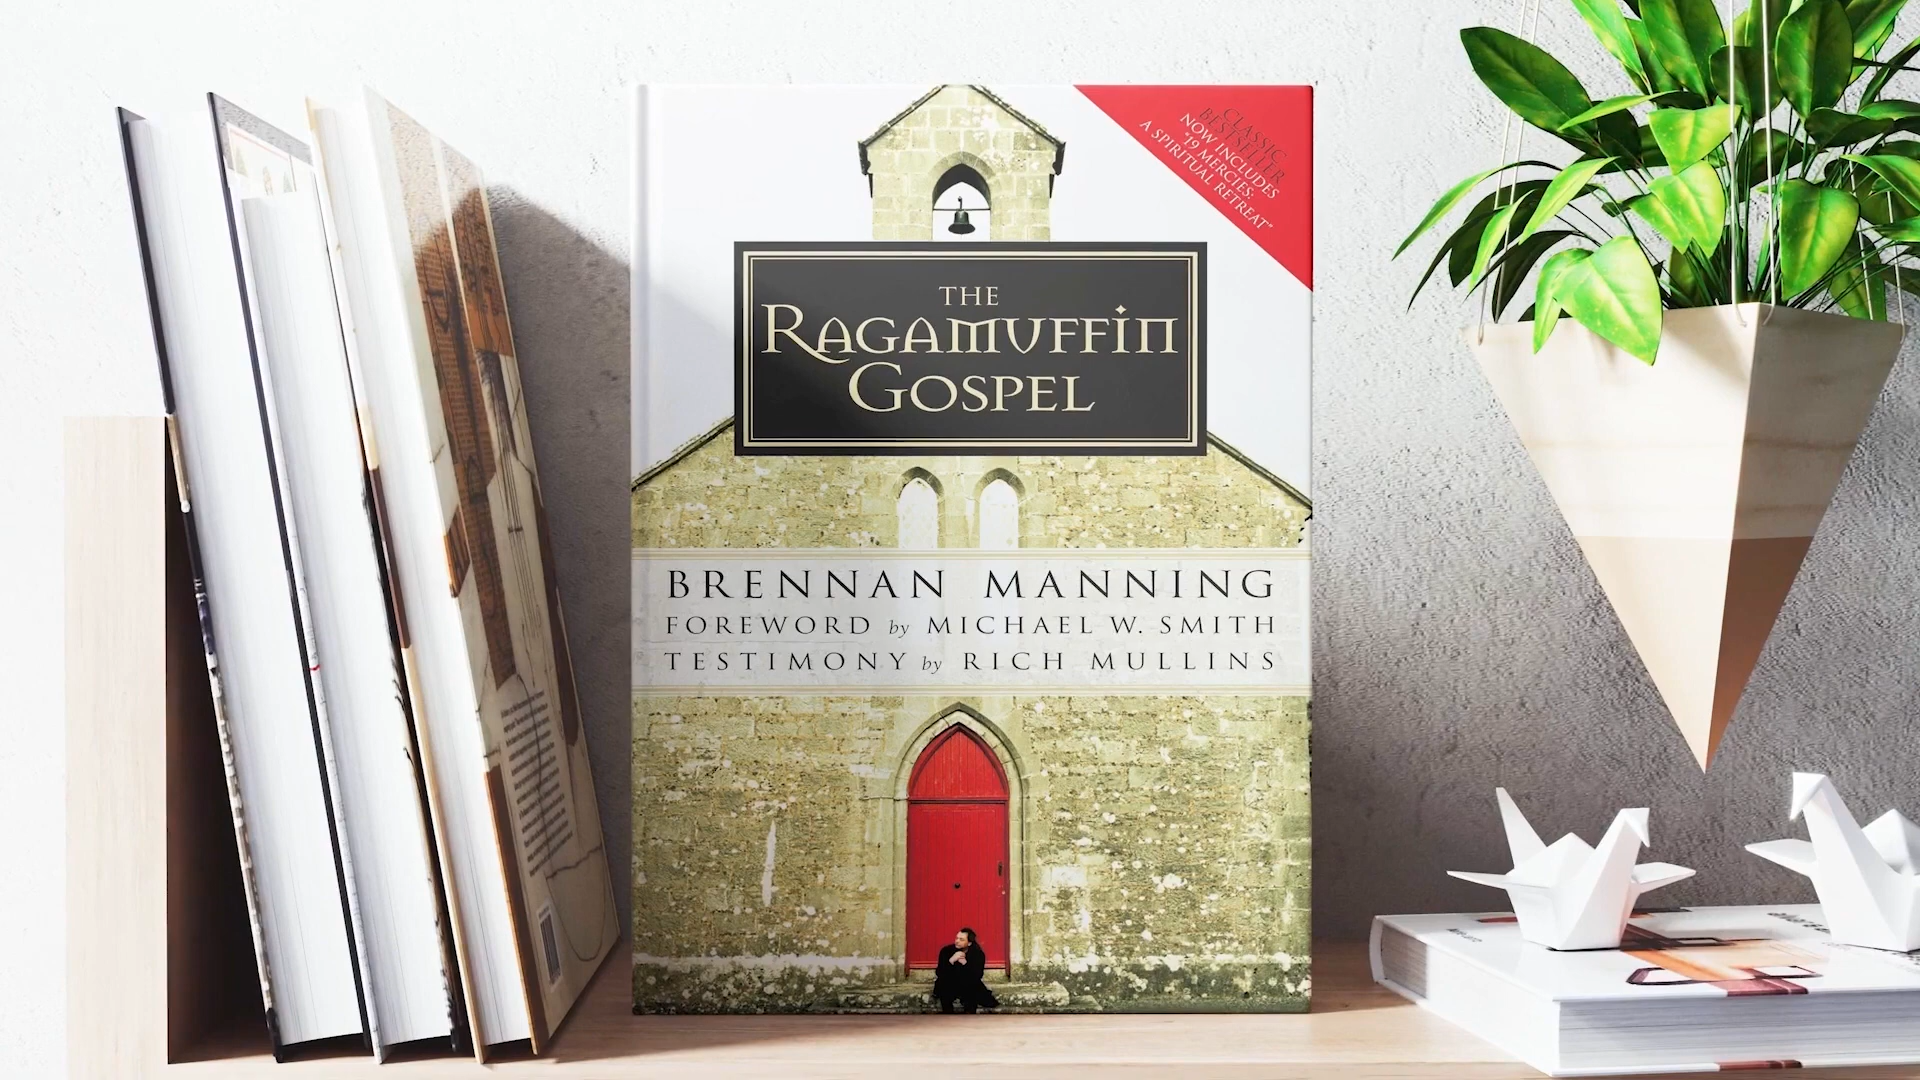 CLASSIC
BESTSELLER
NOW INCLUDES
"19 MERCIES:
A SPIRITUAL RETREAT"
THE
RAGAMUFFIN
GOSPEL
BRENNAN MANNING
FOREWORD by MICHAEL W. SMITH
TESTIMONY by RICH MULLINS